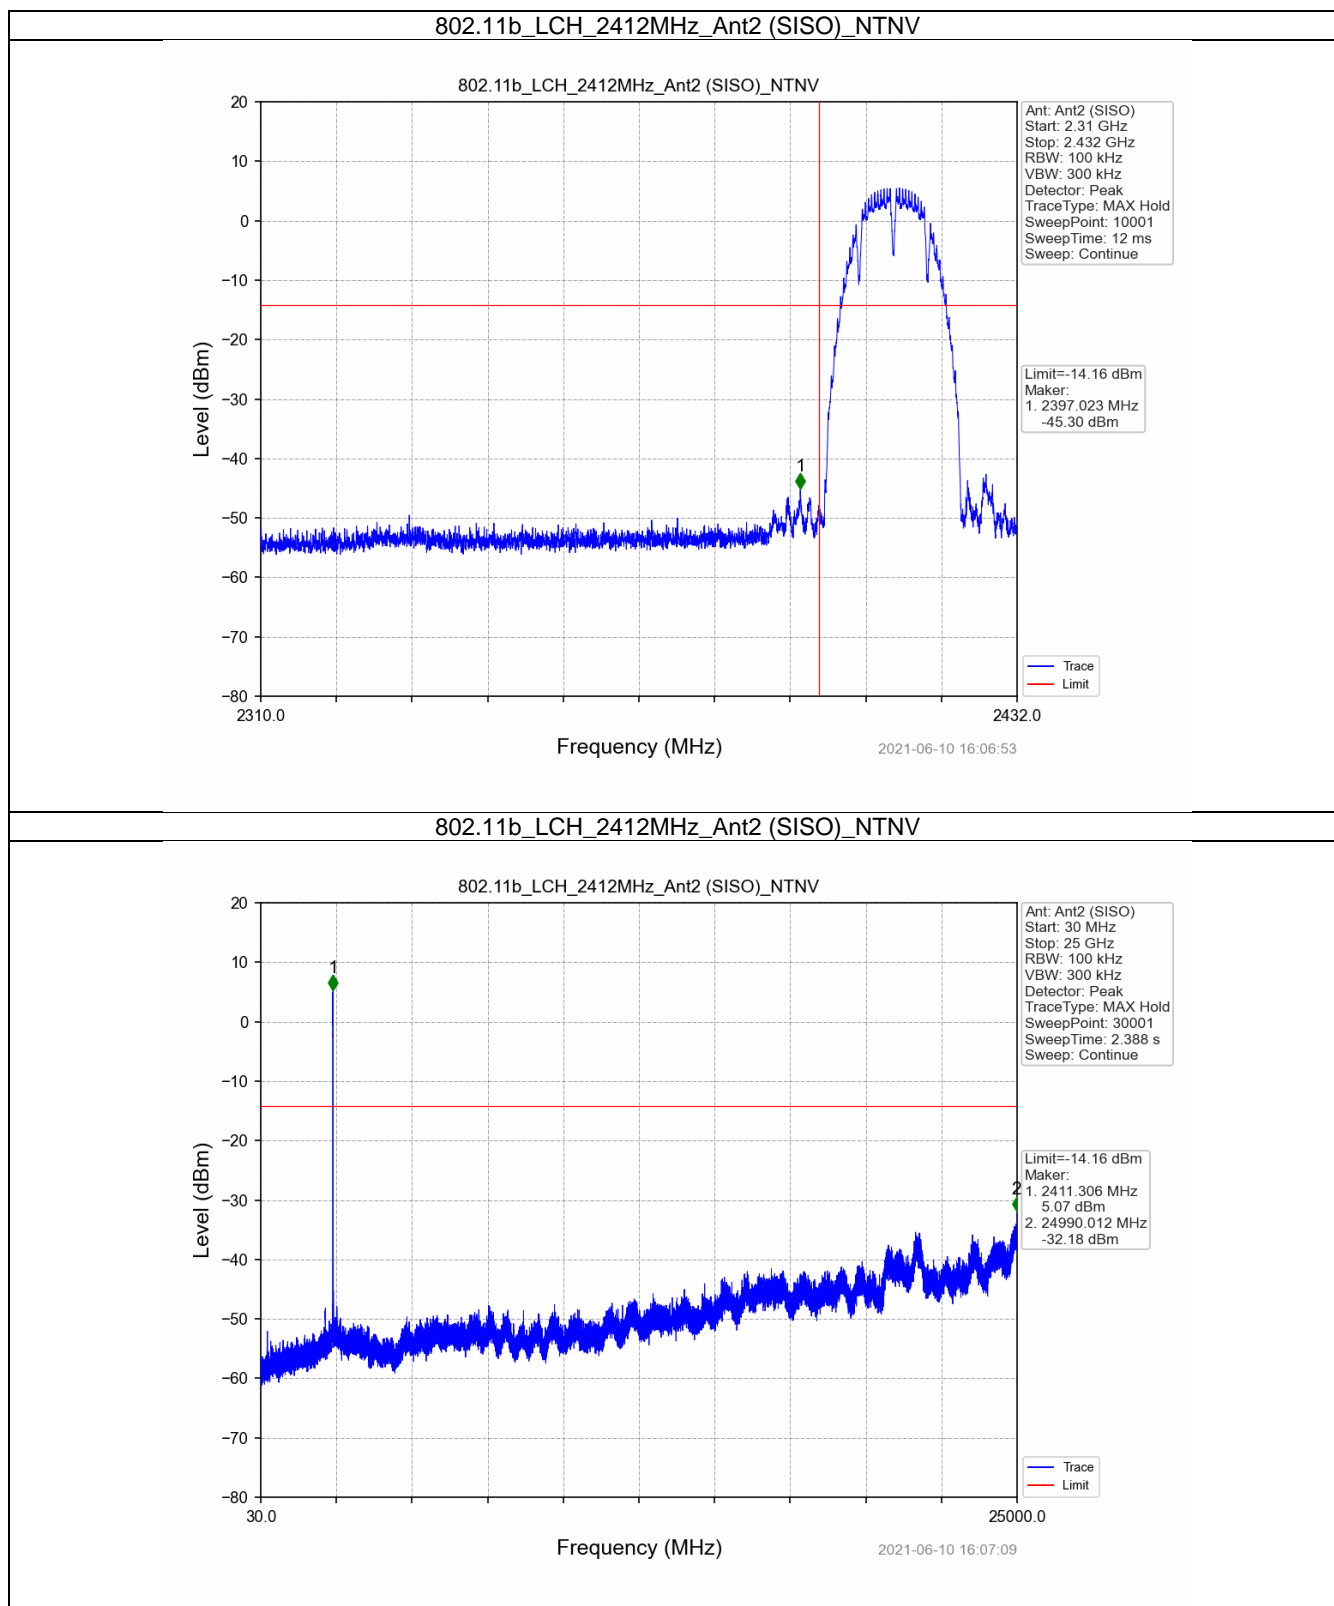 802.11b_LCH_2412MHz_Ant2 (SISO)_NTNV
802.11b_LCH_2412MHz_Ant2 (SISO)_NTNV
20
10
0
−10
−20
−30
−40
−50
−60
−70
−80
Level (dBm)
1
2310.0
2432.0
Frequency (MHz)
2021-06-10 16:06:53
Ant: Ant2 (SISO)
Start: 2.31 GHz
Stop: 2.432 GHz
RBW: 100 kHz
VBW: 300 kHz
Detector: Peak
TraceType: MAX Hold
SweepPoint: 10001
SweepTime: 12 ms
Sweep: Continue
Limit=-14.16 dBm
Maker:
1. 2397.023 MHz
-45.30 dBm
Trace
Limit
802.11b_LCH_2412MHz_Ant2 (SISO)_NTNV
802.11b_LCH_2412MHz_Ant2 (SISO)_NTNV
20
10
0
−10
−20
−30
−40
−50
−60
−70
−80
Level (dBm)
1
2
30.0
25000.0
Frequency (MHz)
2021-06-10 16:07:09
Ant: Ant2 (SISO)
Start: 30 MHz
Stop: 25 GHz
RBW: 100 kHz
VBW: 300 kHz
Detector: Peak
TraceType: MAX Hold
SweepPoint: 30001
SweepTime: 2.388 s
Sweep: Continue
Limit=-14.16 dBm
Maker:
1. 2411.306 MHz
5.07 dBm
2. 24990.012 MHz
-32.18 dBm
Trace
Limit